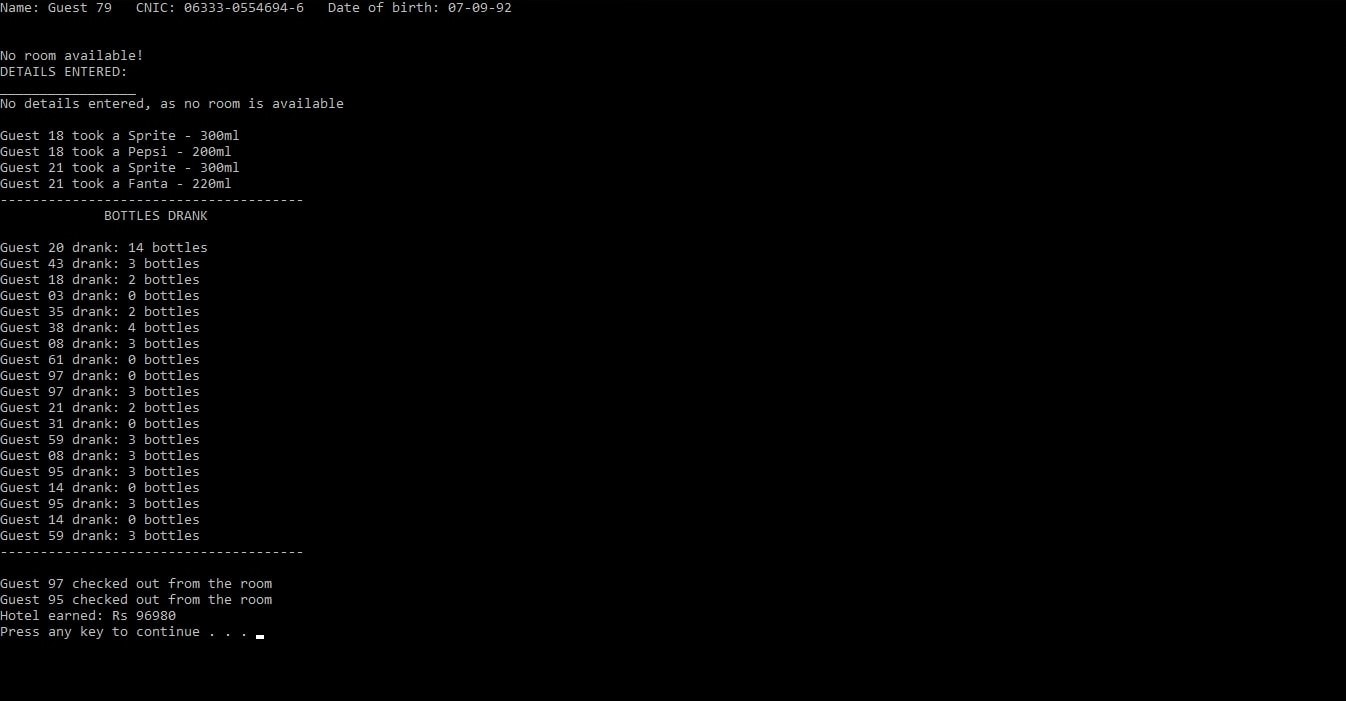 Name: Guest 79   CNIC: 06333-0554694-6   Date of birth: 07-09-92
No room available!
DETAILS ENTERED:
_________________
No details entered, as no room is available
Guest 18 took a Sprite - 300ml
Guest 18 took a Pepsi - 200ml
Guest 21 took a Sprite - 300ml
Guest 21 took a Fanta - 220ml
--------------------------------------
BOTTLES DRANK
Guest 20 drank: 14 bottles
Guest 43 drank: 3 bottles
Guest 18 drank: 2 bottles
Guest 03 drank: 0 bottles
Guest 35 drank: 2 bottles
Guest 38 drank: 4 bottles
Guest 08 drank: 3 bottles
Guest 61 drank: 0 bottles
Guest 97 drank: 0 bottles
Guest 97 drank: 3 bottles
Guest 21 drank: 2 bottles
Guest 31 drank: 0 bottles
Guest 59 drank: 3 bottles
Guest 08 drank: 3 bottles
Guest 95 drank: 3 bottles
Guest 14 drank: 0 bottles
Guest 95 drank: 3 bottles
Guest 14 drank: 0 bottles
Guest 59 drank: 3 bottles
--------------------------------------
Guest 97 checked out from the room
Guest 95 checked out from the room
Hotel earned: Rs 96980
Press any key to continue . . .